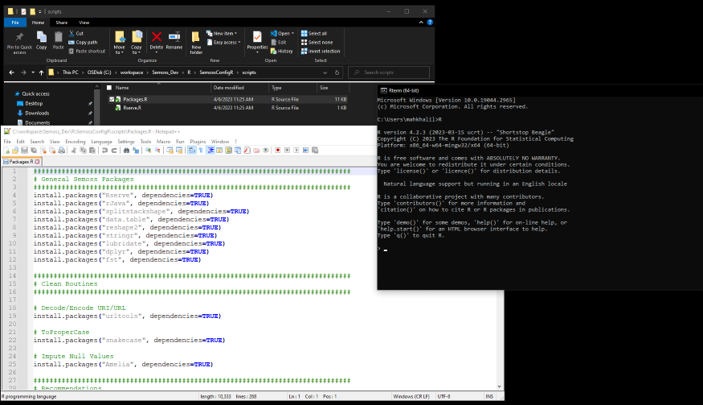 scripts
File
Home
Share
View
Pin to Quick access
Copy
Paste
Cut
Copy path
Paste shortcut
Move to
Copy to
Delete
Rename
New folder
New item
Easy access
Properties
Open
Edit
History
Select all
Select none
Invert selection
Clipboard
Organize
New
Open
Select
This PC > OSDisk (C:) > workspace > Semoss_Dev > R > SemossConfigR > scripts
Search scripts
Quick access
Desktop
Downloads
Documents
Name
Date modified
Type
Size
Packages.R
4/6/2023 11:25 AM
R Source File
11 KB
Rserve.R
4/6/2023 11:25 AM
R Source File
1 KB
C:\workspace\Semoss_Dev\R\SemossConfigR\scripts\Packages.R - Notepad++
File Edit Search View Encoding Language Settings Tools Macro Run Plugins Window ?
Packages.R
1 ##############################################################################
2 # General Semoss Packages
3 ##############################################################################
4 install.packages("Rserve", dependencies=TRUE)
5 install.packages("rJava", dependencies=TRUE)
6 install.packages("splitstackshape", dependencies=TRUE)
7 install.packages("data.table", dependencies=TRUE)
8 install.packages("reshape2", dependencies=TRUE)
9 install.packages("stringr", dependencies=TRUE)
10 install.packages("lubridate", dependencies=TRUE)
11 install.packages("dplyr", dependencies=TRUE)
12 install.packages("fst", dependencies=TRUE)
13
14 ##############################################################################
15 # Clean Routines
16 ##############################################################################
17
18 # Decode/Encode URI/URL
19 install.packages("urltools", dependencies=TRUE)
20
21 # ToProperCase
22 install.packages("snakecase", dependencies=TRUE)
23
24 # Impute Null Values
25 install.packages("Amelia", dependencies=TRUE)
26
27 ##############################################################################
28 # Recommendations
R programming language
length : 10,333 lines : 268
Ln : 1 Col : 1 Pos : 1
Windows (CR LF)
UTF-8
INS
Rterm (64-bit)
Microsoft Windows [Version 10.0.19044.2965]
(c) Microsoft Corporation. All rights reserved.
C:\Users\mahkhalil>R
R version 4.2.3 (2023-03-15 ucrt) -- "Shortstop Beagle"
Copyright (C) 2023 The R Foundation for Statistical Computing
Platform: x86_64-w64-mingw32/x64 (64-bit)
R is free software and comes with ABSOLUTELY NO WARRANTY.
You are welcome to redistribute it under certain conditions.
Type 'license()' or 'licence()' for distribution details.
Natural language support but running in an English locale
R is a collaborative project with many contributors.
Type 'contributors()' for more information and
'citation()' on how to cite R or R packages in publications.
Type 'demo()' for some demos, 'help()' for on-line help, or
'help.start()' for an HTML browser interface to help.
Type 'q()' to quit R.
>